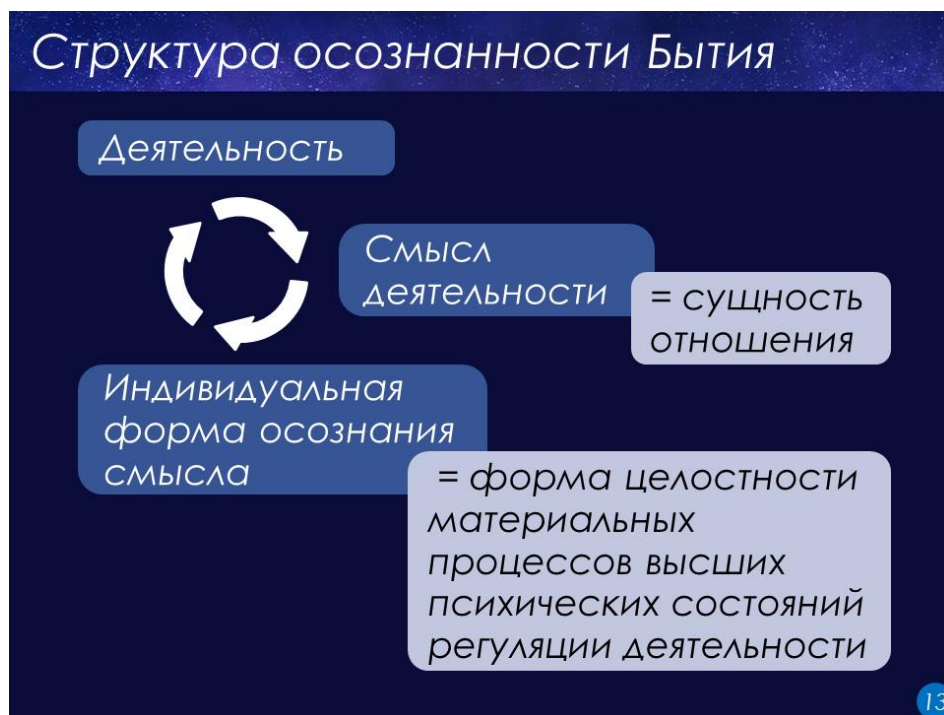 Структура осознанности Бытия
Деятельность
Смысл
деятельности
= сущность
отношения
Индивидуальная
форма осознания
смысла
= форма целостности
материальных
процессов высших
психических состояний
регуляции деятельности
13